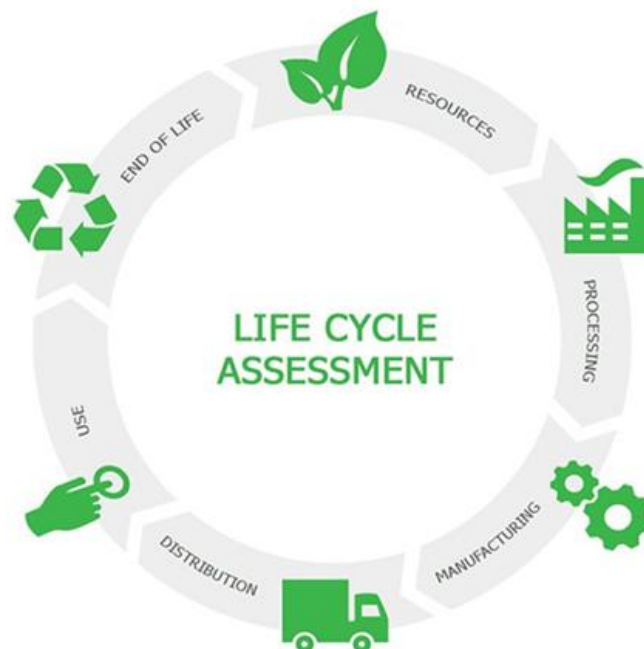 LIFE CYCLE
ASSESSMENT
RESOURCES
PROCESSING
MANUFACTURING
DISTRIBUTION
USE
END OF LIFE